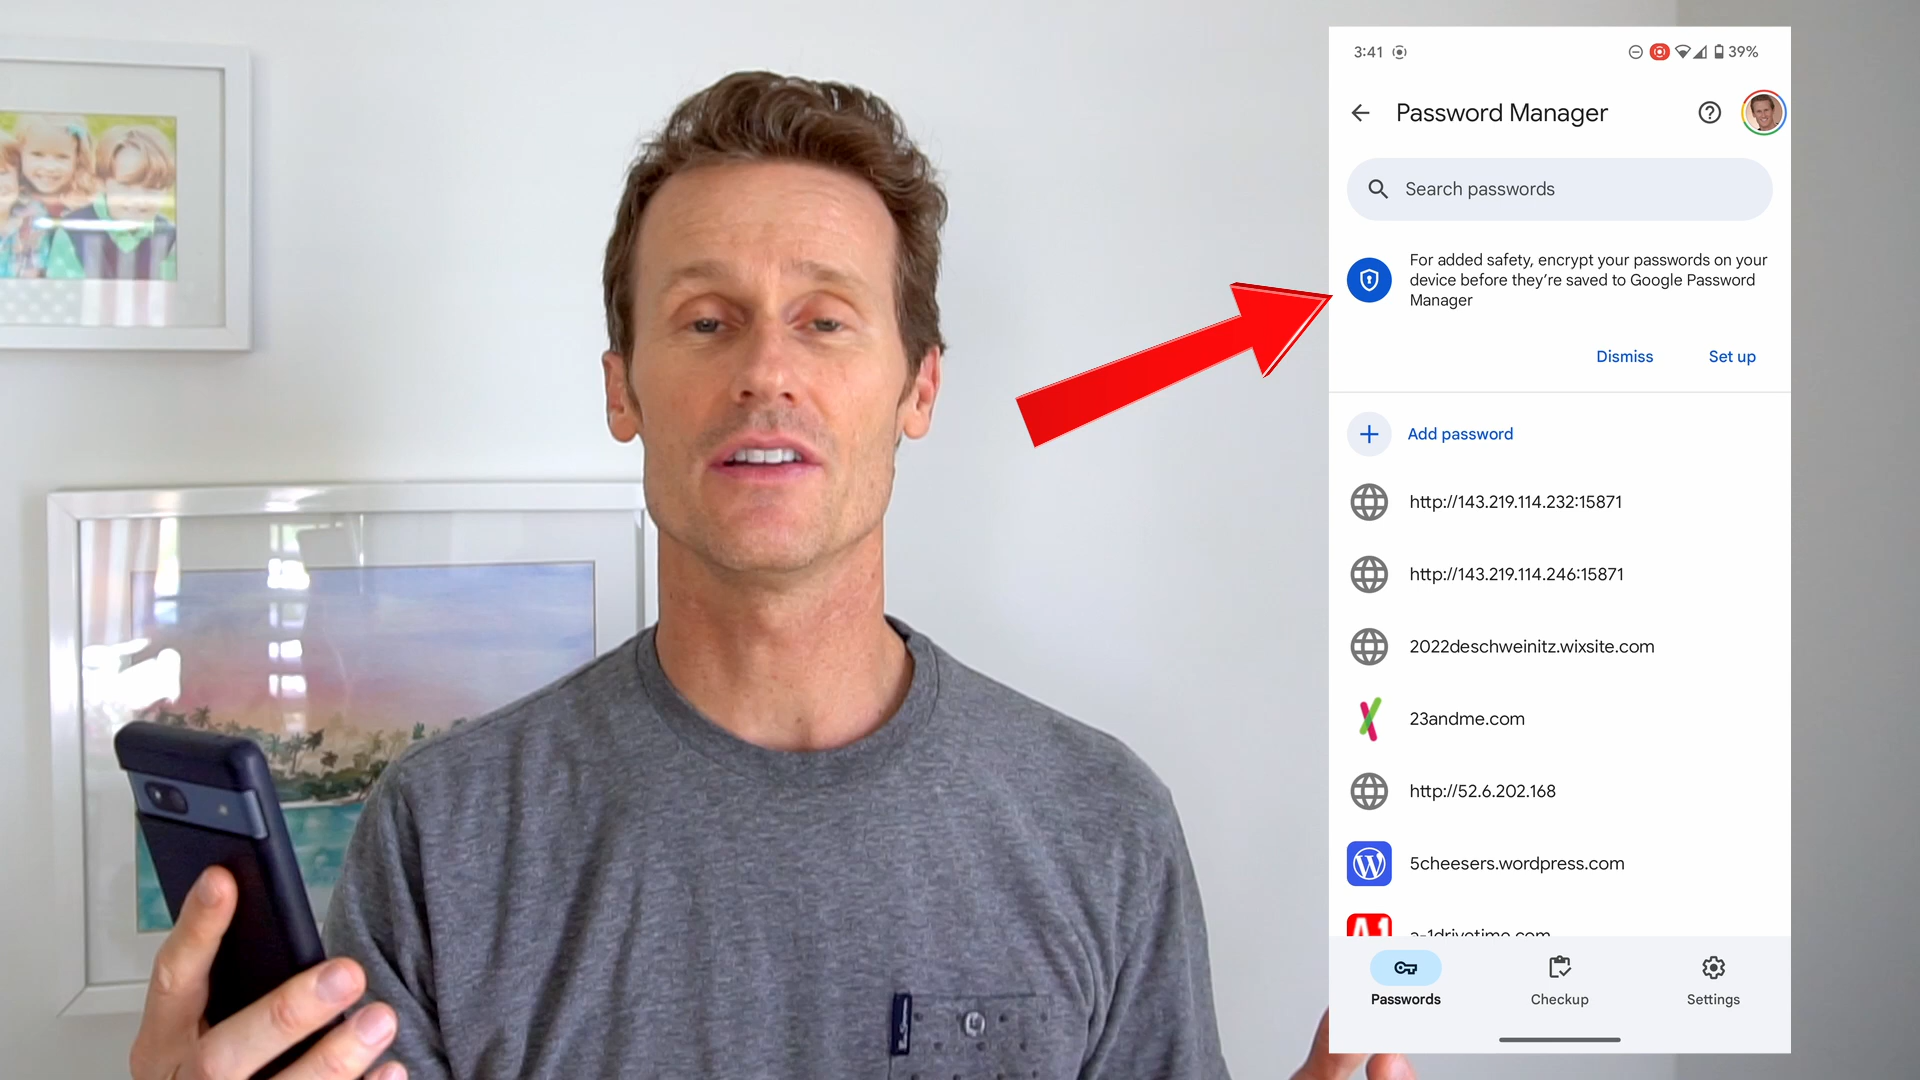 3:41
39%
Password Manager
Search passwords
For added safety, encrypt your passwords on your
device before they're saved to Google Password
Manager
Dismiss
Set up
Add password
http://143.219.114.232:15871
http://143.219.114.246:15871
2022deschweinitz.wixsite.com
23andme.com
http://52.6.202.168
5cheesers.wordpress.com
A-1
a-1drivetime.com
Passwords
Checkup
Settings